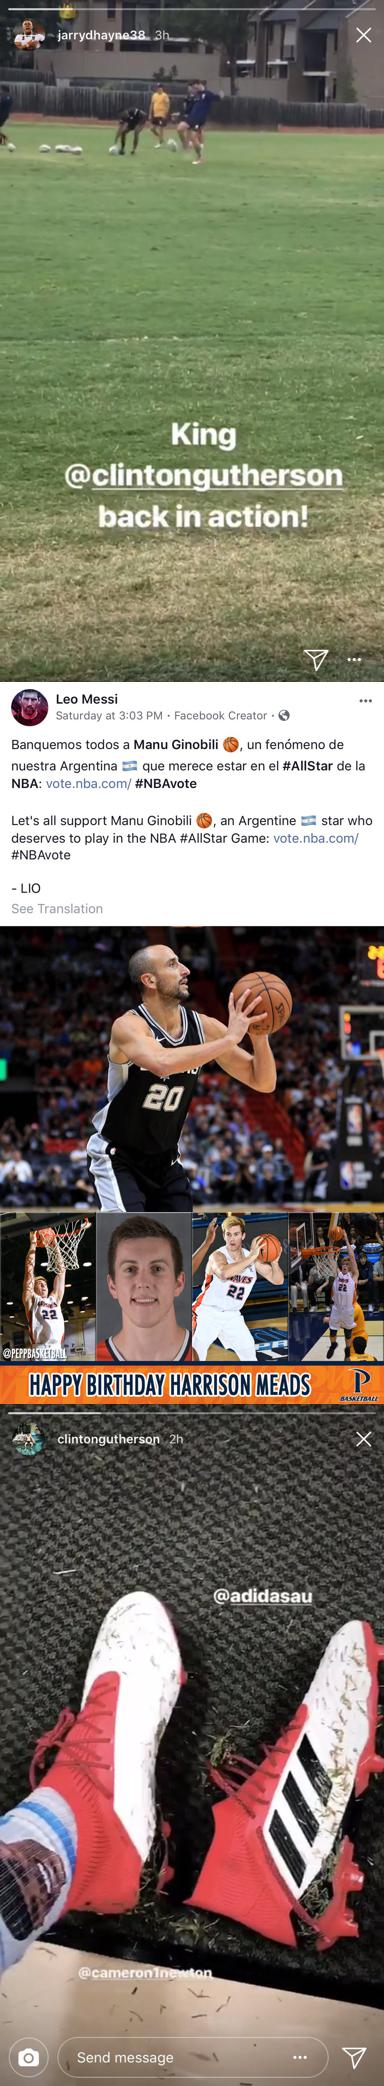 jarrydhayne38 3h
King
@clintongutherson
back in action!
Leo Messi
Saturday at 3:03 PM · Facebook Creator ·
Banquemos todos a Manu Ginobili 🏀, un fenómeno de
nuestra Argentina 🇦🇷 que merece estar en el #AllStar de la
NBA: vote.nba.com/ #NBAvote
Let's all support Manu Ginobili 🏀, an Argentine 🇦🇷 star who
deserves to play in the NBA #AllStar Game: vote.nba.com/
#NBAvote
- LIO
See Translation
20
22
WAVES
22
22
@PEPPBASKETBALL
HAPPY BIRTHDAY HARRISON MEADS
P
BASKETBALL
clintongutherson 2h
@adidasau
@cameron1newton
Send message